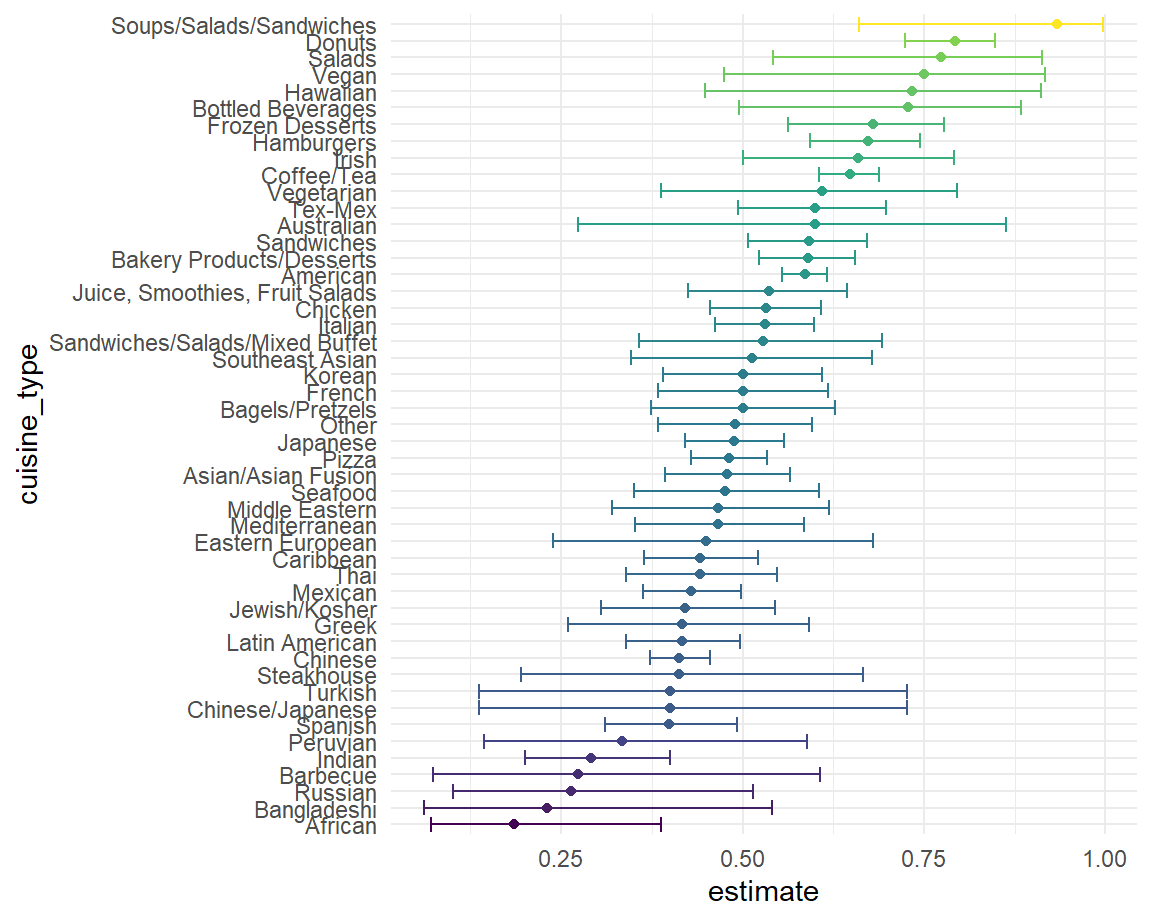 Soups/Salads/Sandwiches
Donuts
Salads
Vegan
Hawaiian
Bottled Beverages
Frozen Desserts
Hamburgers
Irish
Coffee/Tea
Vegetarian
Tex-Mex
Australian
Sandwiches
Bakery Products/Desserts
American
Juice, Smoothies, Fruit Salads
Chicken
Italian
Sandwiches/Salads/Mixed Buffet
Southeast Asian
Korean
French
Bagels/Pretzels
Other
Japanese
Pizza
Asian/Asian Fusion
Seafood
Middle Eastern
Mediterranean
Eastern European
Caribbean
Thai
Mexican
Jewish/Kosher
Greek
Latin American
Chinese
Steakhouse
Turkish
Chinese/Japanese
Spanish
Peruvian
Indian
Barbecue
Russian
Bangladeshi
African
cuisine_type
0.25 0.50 0.75 1.00
estimate